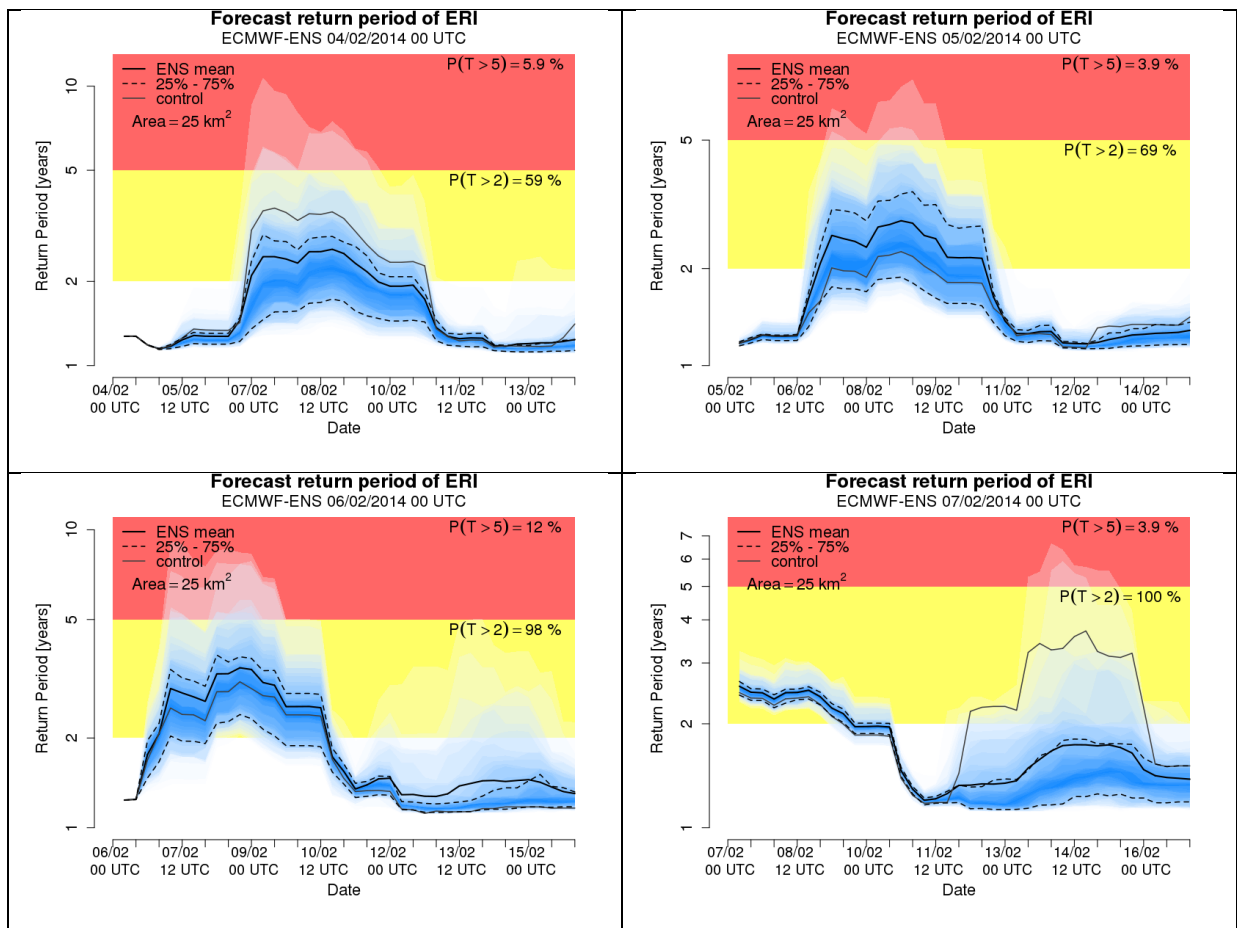 Forecast return period of ERI
ECMWF-ENS 04/02/2014 00 UTC
P(T > 5) = 5.9 %
ENS mean
25% - 75%
control
Area = 25 km²
P(T > 2) = 59 %
Return Period [years]
10
5
2
1
04/02 05/02 07/02 08/02 10/02 11/02 13/02
00 UTC 12 UTC 00 UTC 12 UTC 00 UTC 12 UTC 00 UTC
Date
Forecast return period of ERI
ECMWF-ENS 05/02/2014 00 UTC
P(T > 5) = 3.9 %
ENS mean
25% - 75%
control
Area = 25 km²
P(T > 2) = 69 %
Return Period [years]
5
2
1
05/02 06/02 08/02 09/02 11/02 12/02 14/02
00 UTC 12 UTC 00 UTC 12 UTC 00 UTC 12 UTC 00 UTC
Date
Forecast return period of ERI
ECMWF-ENS 06/02/2014 00 UTC
P(T > 5) = 12 %
ENS mean
25% - 75%
control
Area = 25 km²
P(T > 2) = 98 %
Return Period [years]
10
5
2
1
06/02 07/02 09/02 10/02 12/02 13/02 15/02
00 UTC 12 UTC 00 UTC 12 UTC 00 UTC 12 UTC 00 UTC
Date
Forecast return period of ERI
ECMWF-ENS 07/02/2014 00 UTC
P(T > 5) = 3.9 %
ENS mean
25% - 75%
control
Area = 25 km²
P(T > 2) = 100 %
Return Period [years]
7
6
5
4
3
2
1
07/02 08/02 10/02 11/02 13/02 14/02 16/02
00 UTC 12 UTC 00 UTC 12 UTC 00 UTC 12 UTC 00 UTC
Date